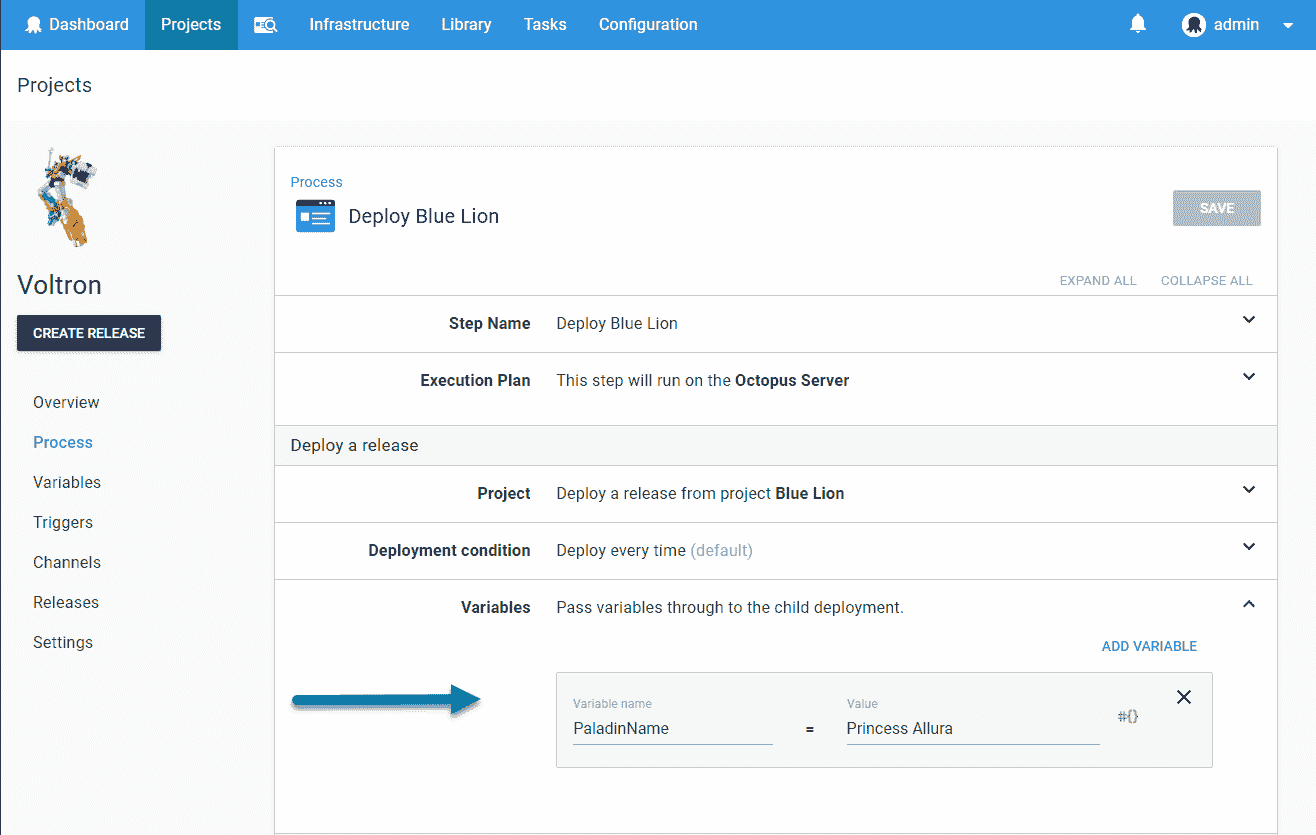 Dashboard Projects Infrastructure Library Tasks Configuration admin
Projects
Process
Deploy Blue Lion
SAVE
Voltron
EXPAND ALL COLLAPSE ALL
CREATE RELEASE
Step Name Deploy Blue Lion
Execution Plan This step will run on the Octopus Server
Overview
Process
Deploy a release
Variables
Project Deploy a release from project Blue Lion
Triggers
Deployment condition Deploy every time (default)
Channels
Releases
Variables Pass variables through to the child deployment.
Settings
ADD VARIABLE
Variable name Value
PaladinName = Princess Allura #{}